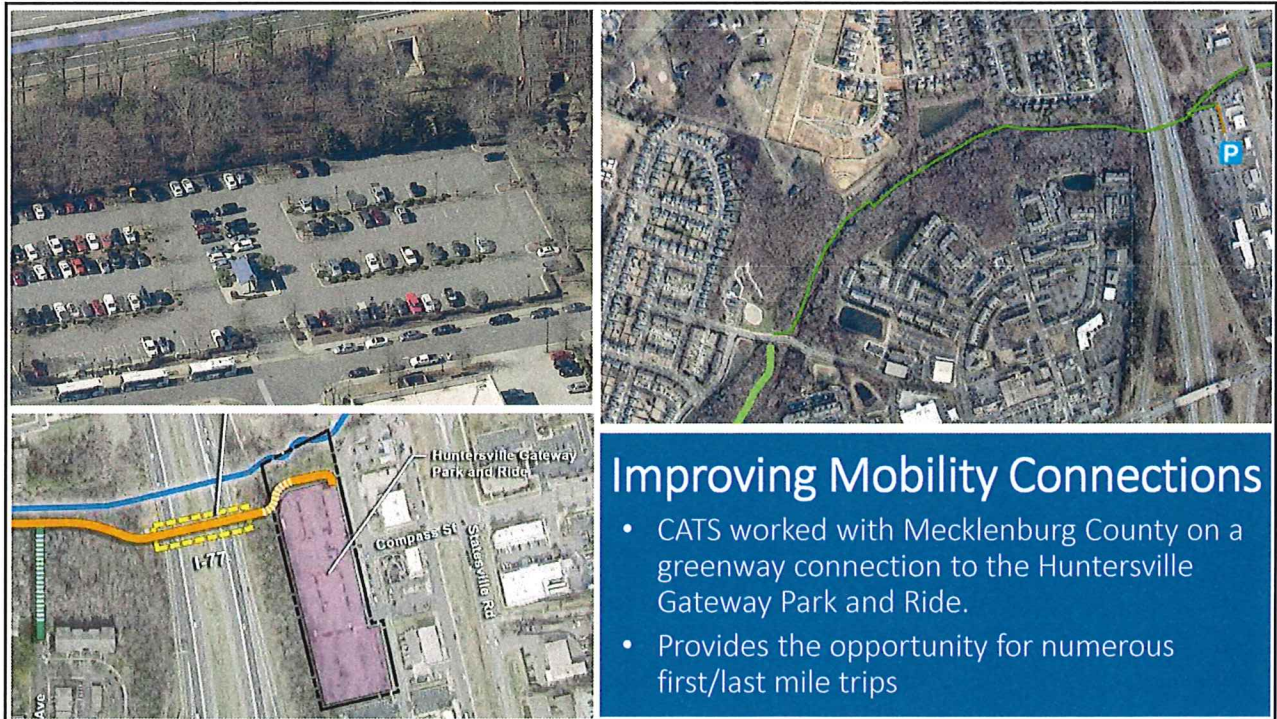 P
Huntersville Gateway
Park and Ride
Compass St
Statesville Rd
I-77
Ave
Improving Mobility Connections
• CATS worked with Mecklenburg County on a
greenway connection to the Huntersville
Gateway Park and Ride.
• Provides the opportunity for numerous
first/last mile trips